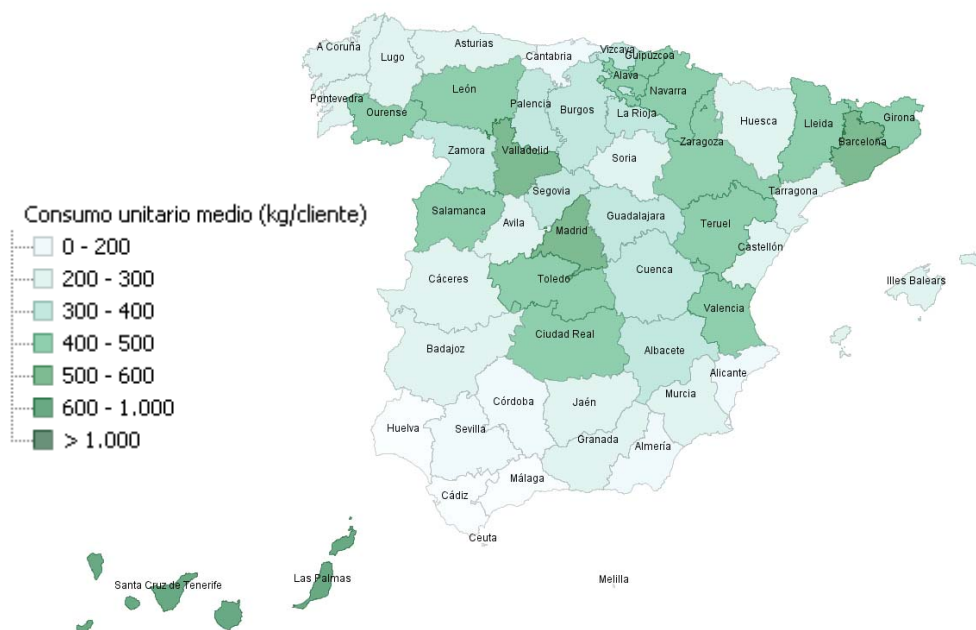 A Coruña
Lugo
Asturias
Cantabria
Vizcaya
Guipúzcoa
Alava
Navarra
Pontevedra
Ourense
León
Palencia
Burgos
La Rioja
Huesca
Lleida
Girona
Barcelona
Zamora
Valladolid
Soria
Zaragoza
Tarragona
Segovia
Salamanca
Avila
Madrid
Guadalajara
Teruel
Castellón
Consumo unitario medio (kg/cliente)
0 - 200
200 - 300
300 - 400
400 - 500
500 - 600
600 - 1.000
> 1.000
Cáceres
Toledo
Cuenca
Valencia
Illes Balears
Badajoz
Ciudad Real
Albacete
Alicante
Murcia
Huelva
Sevilla
Córdoba
Jaén
Granada
Almería
Cádiz
Málaga
Ceuta
Melilla
Santa Cruz de Tenerife
Las Palmas